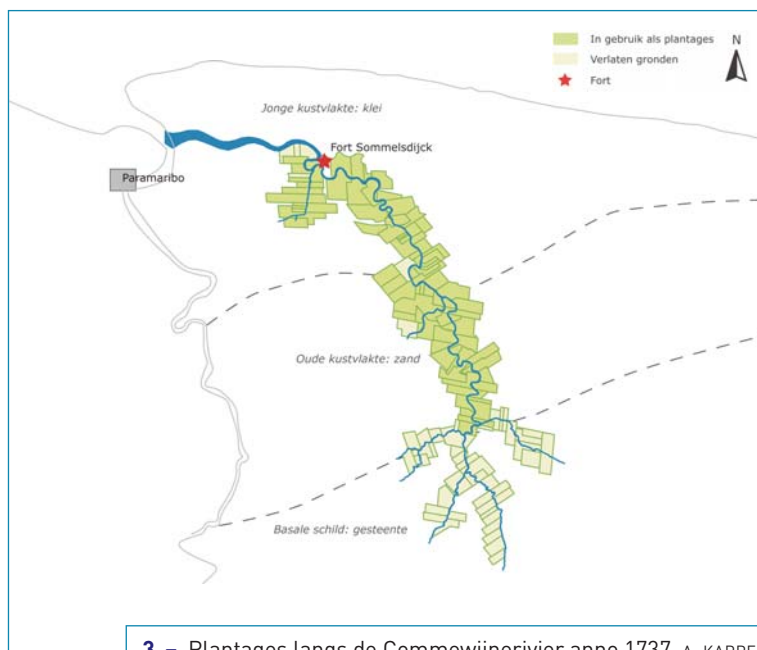 In gebruik als plantages
Verlaten gronden
Fort
N
Jonge kustvlakte: klei
Fort Sommelsdijck
Paramaribo
Oude kustvlakte: zand
Basale schild: gesteente
3 – Plantages langs de Commewijnerivier anno 1737.